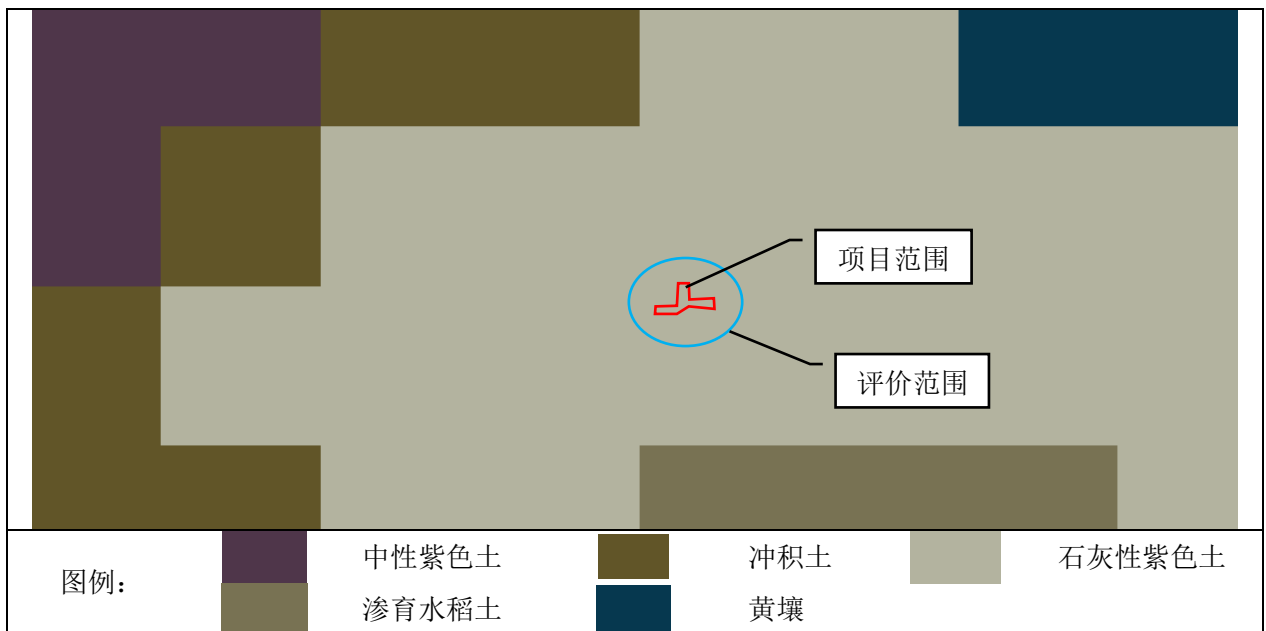 项目范围
评价范围
图例：
中性紫色土
冲积土
石灰性紫色土
渗育水稻土
黄壤